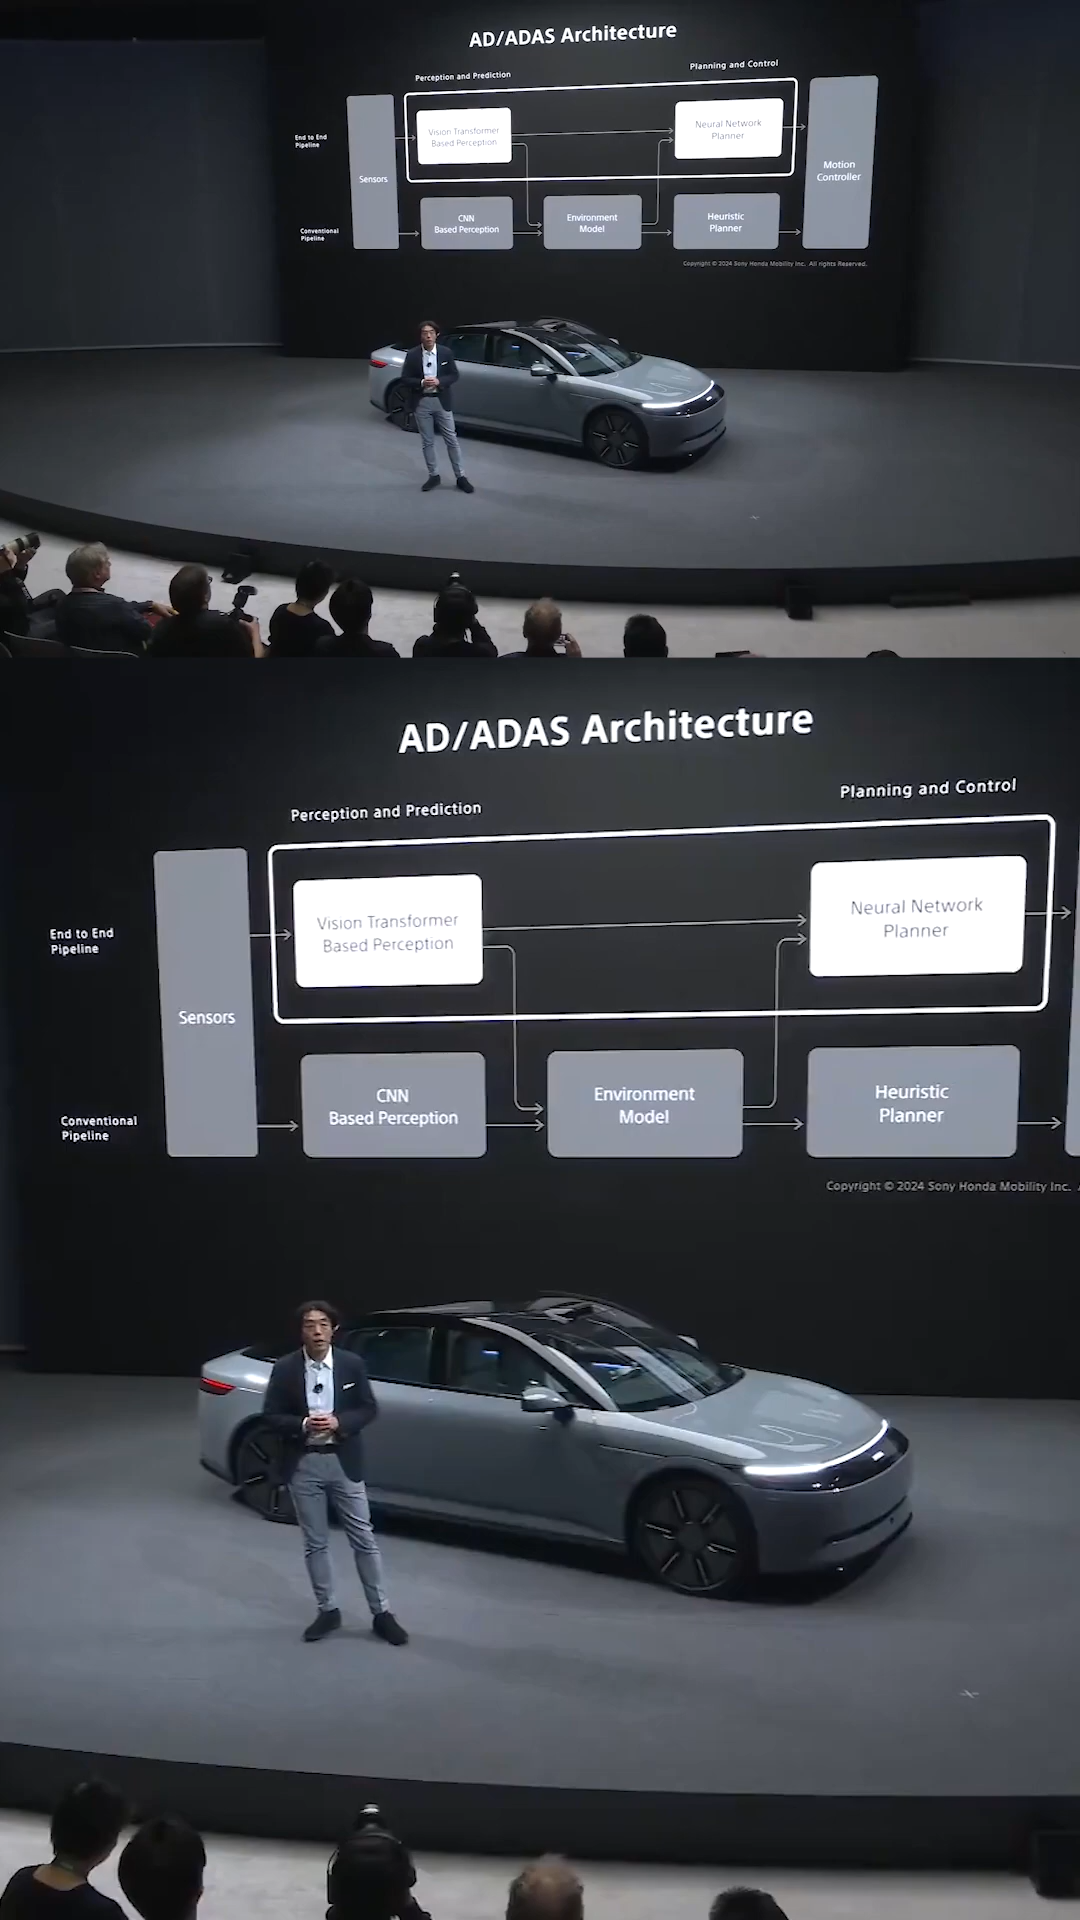 AD/ADAS Architecture
Perception and Prediction
Planning and Control
End to End
Pipeline
Vision Transformer
Based Perception
Neural Network
Planner
Sensors
Motion
Controller
CNN
Based Perception
Environment
Model
Heuristic
Planner
Conventional
Pipeline
Copyright © 2024 Sony Honda Mobility Inc. All rights Reserved.
AD/ADAS Architecture
Perception and Prediction
Planning and Control
End to End
Pipeline
Vision Transformer
Based Perception
Neural Network
Planner
Sensors
CNN
Based Perception
Environment
Model
Heuristic
Planner
Conventional
Pipeline
Copyright © 2024 Sony Honda Mobility Inc.